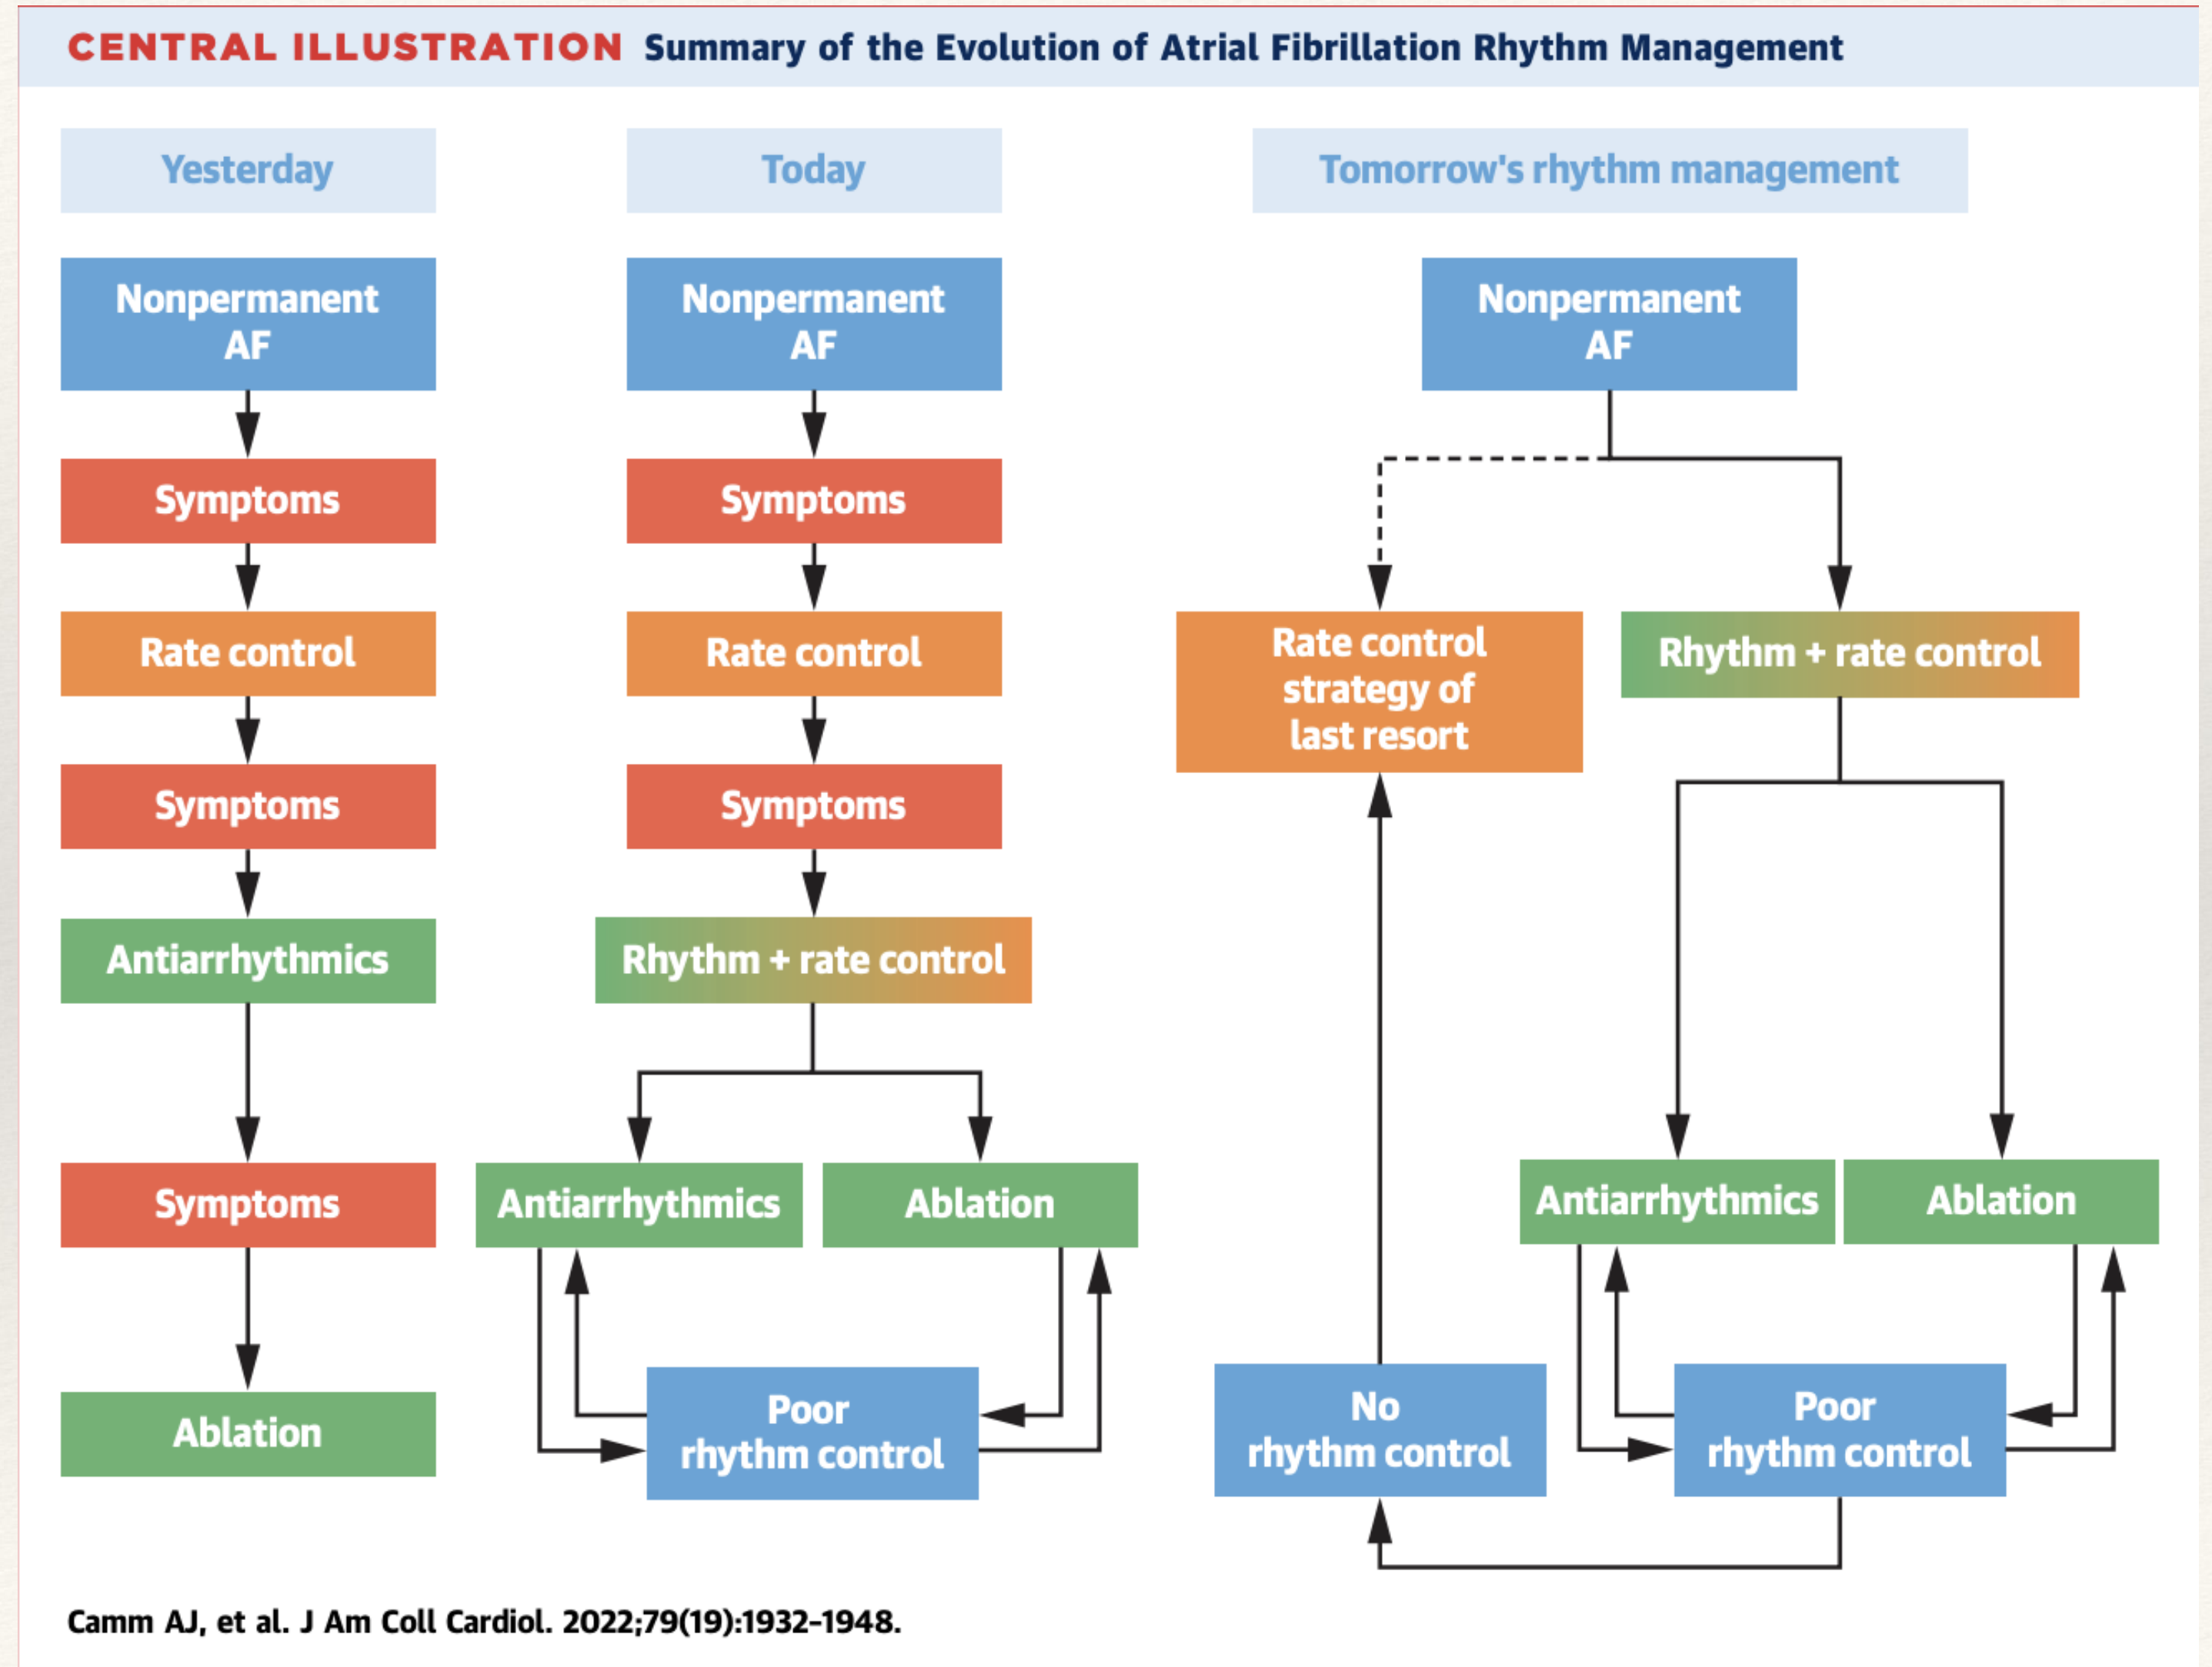 CENTRAL ILLUSTRATION Summary of the Evolution of Atrial Fibrillation Rhythm Management
Yesterday
Nonpermanent
AF
Symptoms
Rate control
Symptoms
Antiarrhythmics
Symptoms
Ablation
Today
Nonpermanent
AF
Symptoms
Rate control
Symptoms
Rhythm + rate control
Antiarrhythmics
Ablation
Poor
rhythm control
Tomorrow's rhythm management
Nonpermanent
AF
Rate control
strategy of
last resort
Rhythm + rate control
Antiarrhythmics
Ablation
No
rhythm control
Poor
rhythm control
Camm AJ, et al. J Am Coll Cardiol. 2022;79(19):1932–1948.